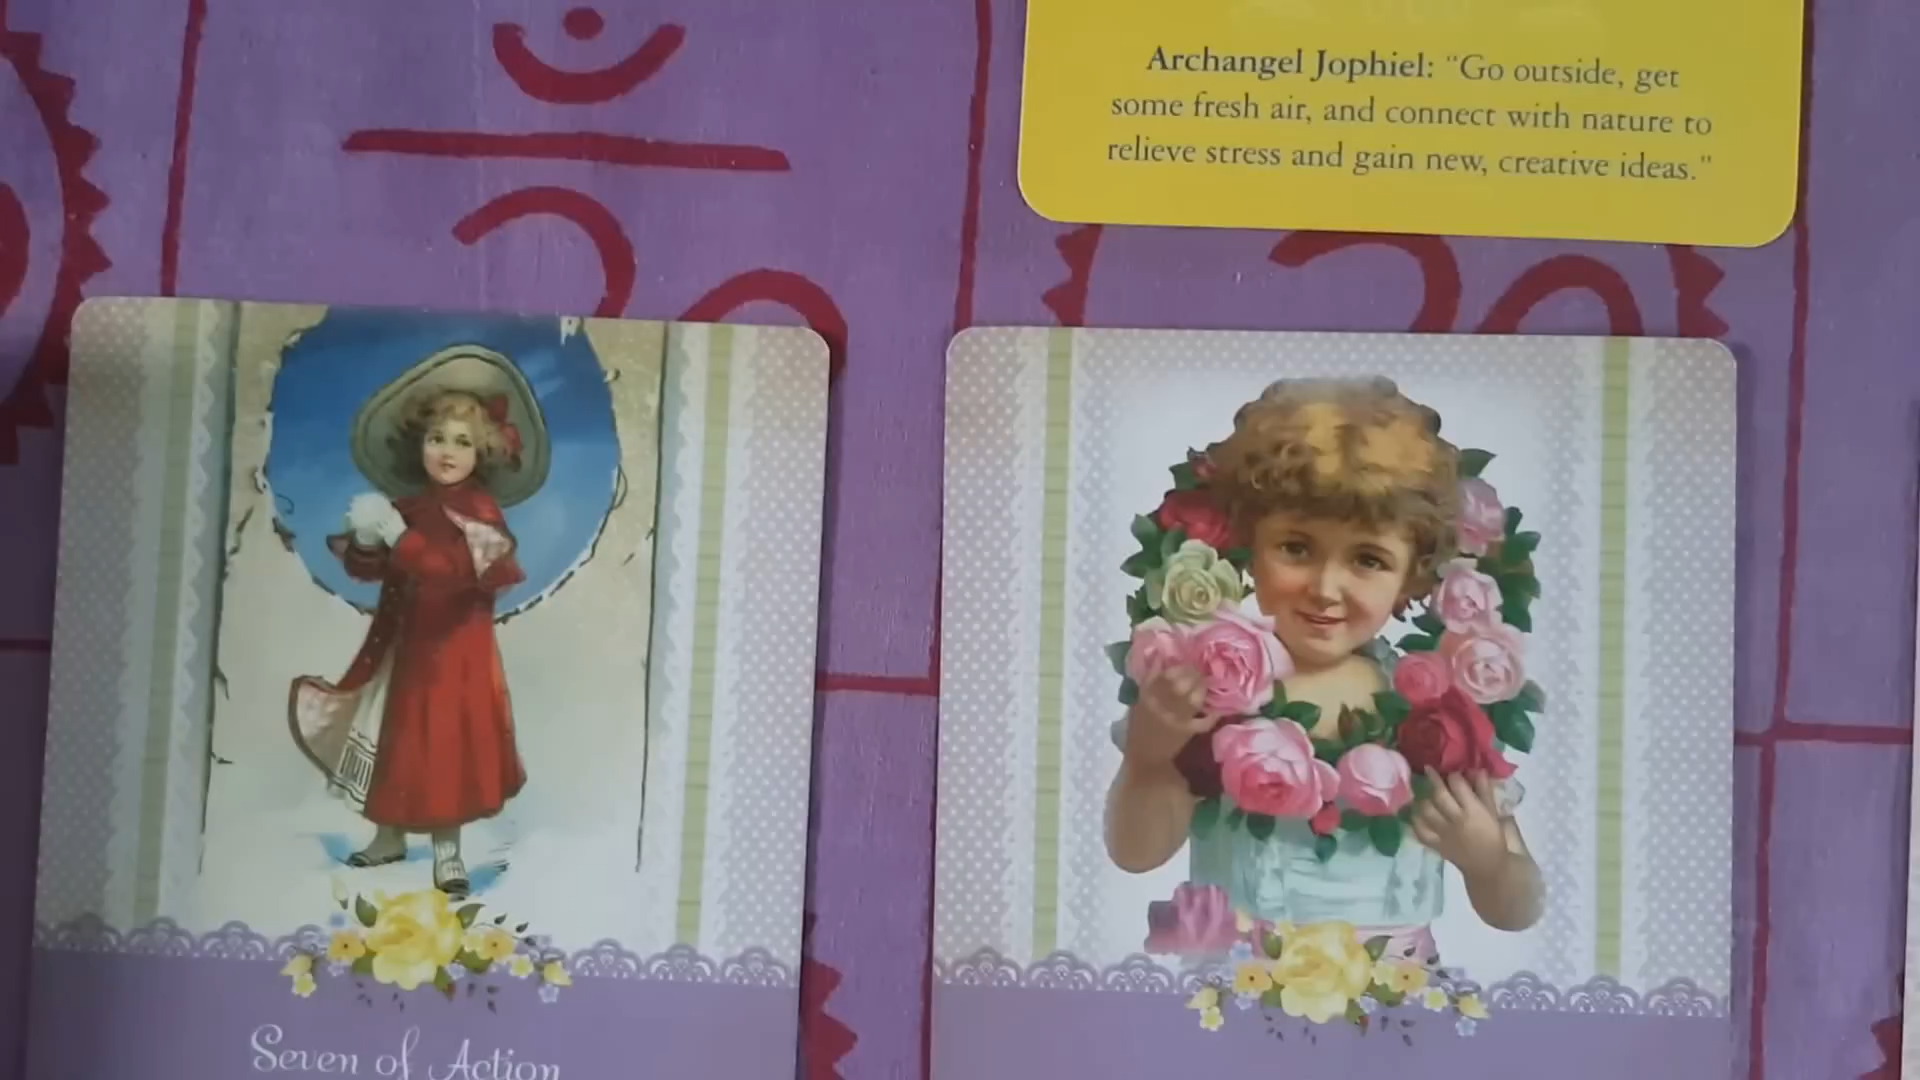 Archangel Jophiel: "Go outside, get
some fresh air, and connect with nature to
relieve stress and gain new, creative ideas."
Seven of Action